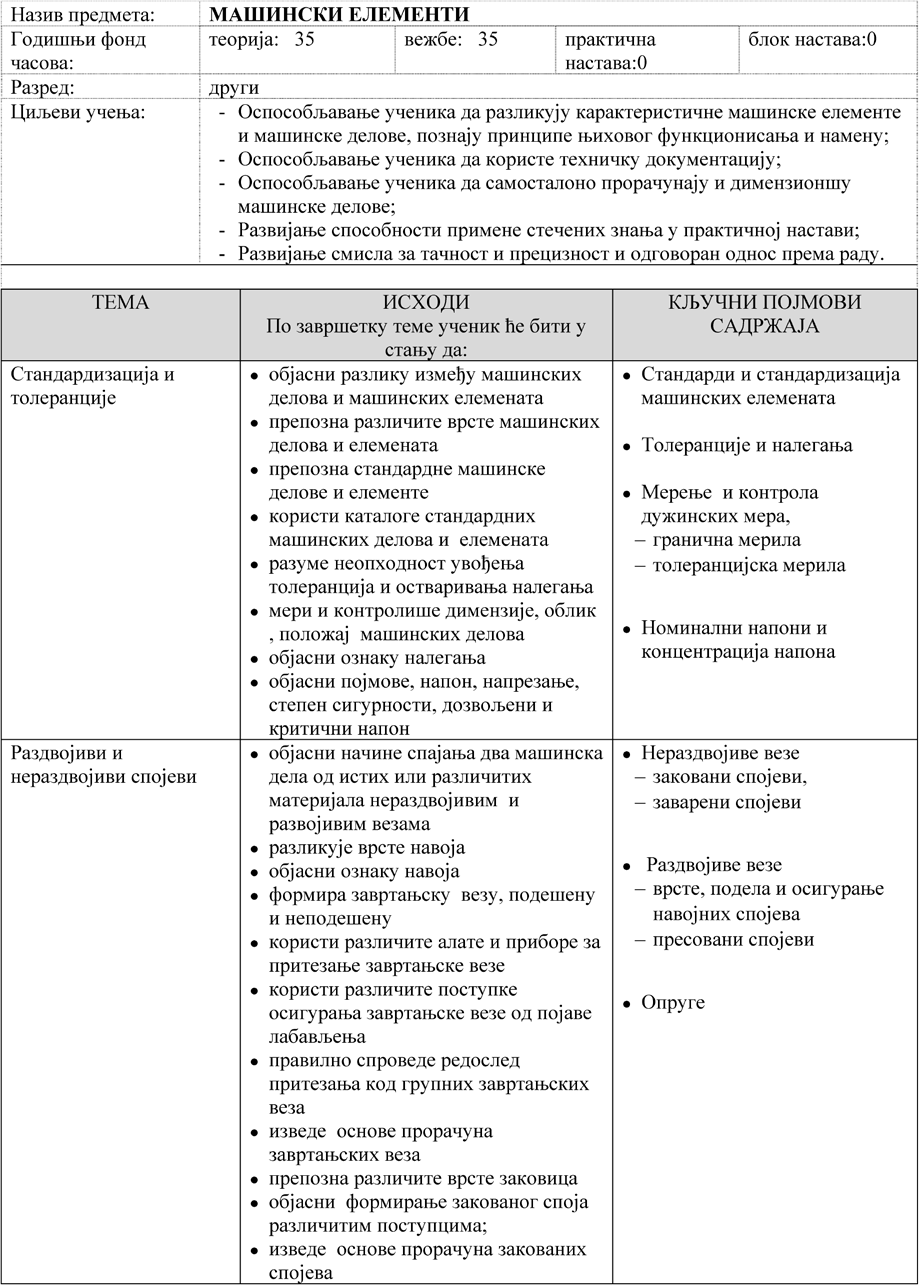 Назив предмета: МАШИНСКИ ЕЛЕМЕНТИ
Годишњи фонд часова: теорија: 35 вежбе: 35 практична настава:0 блок настава:0
Разред: други
Циљеви учења:
- Оспособљавање ученика да разликују карактеристичне машинске елементе
и машинске делове, познају принципе њиховог функционисања и намену;
- Оспособљавање ученика да користе техничку документацију;
- Оспособљавање ученика да самосталоно прорачунају и димензионшу
машинске делове;
- Развијање способности примене стечених знања у практичној настави;
- Развијање смисла за тачност и прецизност и одговоран однос према раду.
ТЕМА
ИСХОДИ
По завршетку теме ученик ће бити у
стању да:
КЉУЧНИ ПОЈМОВИ
САДРЖАЈА
Стандардизација и
толеранције
• објасни разлику између машинских
делова и машинских елемената
• препозна различите врсте машинских
делова и елемената
• препозна стандардне машинске
делове и елементе
• користи каталоге стандардних
машинских делова и елемената
• разуме неопходност увођења
толеранција и остваривања налегања
• мери и контролише димензије, облик
, положај машинских делова
• објасни ознаку налегања
• објасни појмове, напон, напрезање,
степен сигурности, дозвољени и
критични напон
• Стандарди и стандардизација
машинских елемената
• Толеранције и налегања
• Мерење и контрола
дужинских мера,
– гранична мерила
– толеранцијска мерила
• Номинални напони и
концентрација напона
Раздвојиви и
нераздвојиви спојеви
• објасни начине спајања два машинска
дела од истих или различитих
материјала нераздвојивим и
развојивим везама
• разликује врсте навоја
• објасни ознаку навоја
• формира завртањску везу, подешену
и неподешену
• користи различите алате и приборе за
притезање завртањске везе
• користи различите поступке
осигурања завртањске везе од појаве
лабављења
• правилно спроведе редослед
притезања код групних завртањских
веза
• изведе основе прорачуна
завртањских веза
• препозна различите врсте заковица
• објасни формирање закованог споја
различитим поступцима;
• изведе основе прорачуна закованих
спојева
• Нераздвојиве везе
– заковани спојеви,
– заварени спојеви
• Раздвојиве везе
– врсте, подела и осигурање
навојних спојева
– пресовани спојеви
• Опруге